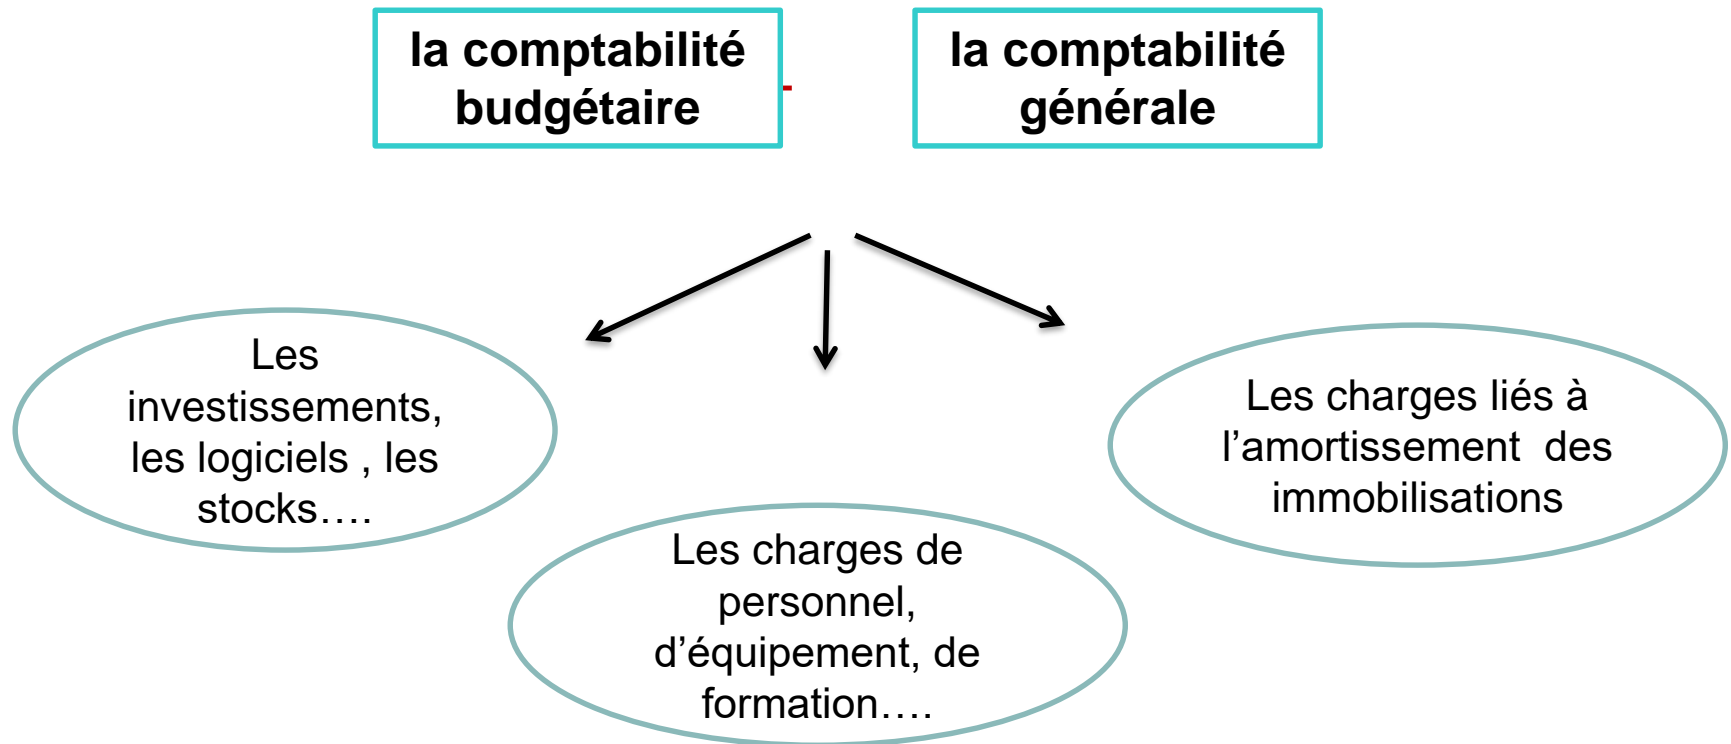 la comptabilité
budgétaire
la comptabilité
générale
Les
investissements,
les logiciels , les
stocks….
Les charges de
personnel,
d’équipement, de
formation….
Les charges liés à
l’amortissement  des
immobilisations